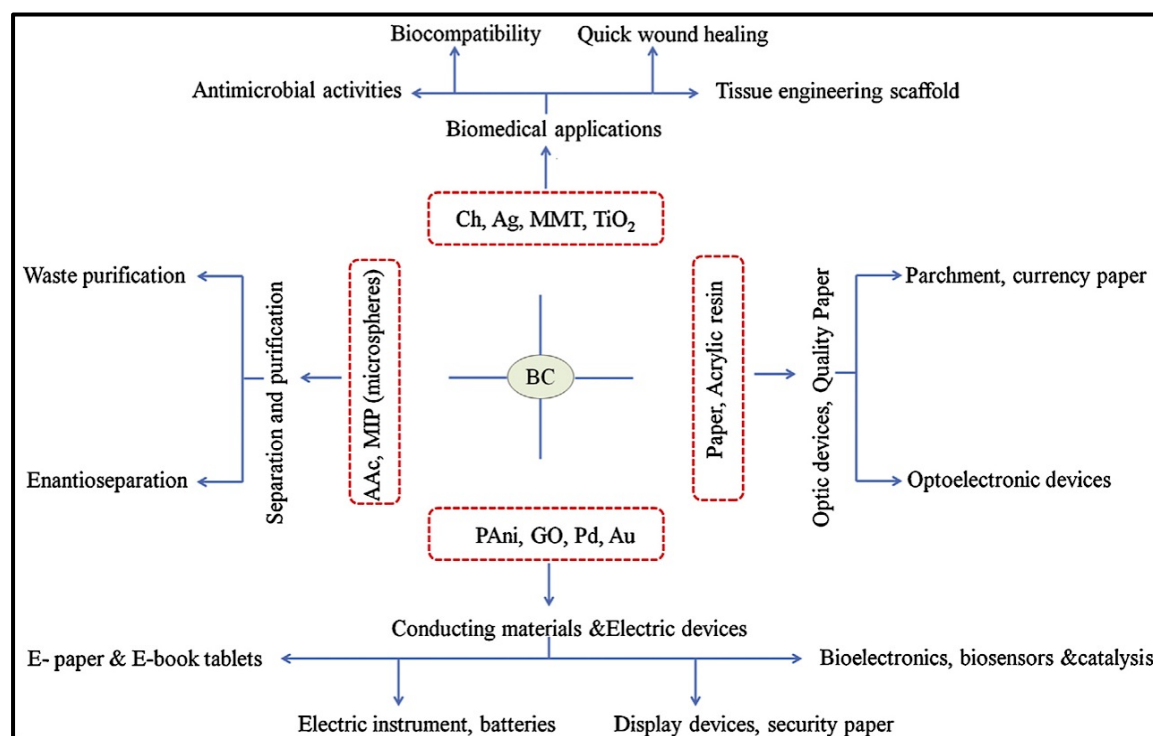 Biocompatibility
Quick wound healing
Antimicrobial activities
Tissue engineering scaffold
Biomedical applications
Ch, Ag, MMT, TiO₂
Waste purification
Separation and purification
AAc, MIP (microspheres)
BC
Paper, Acrylic resin
Optic devices, Quality Paper
Parchment, currency paper
Enantioseparation
Optoelectronic devices
PAni, GO, Pd, Au
Conducting materials &Electric devices
E- paper & E-book tablets
Bioelectronics, biosensors &catalysis
Electric instrument, batteries
Display devices, security paper